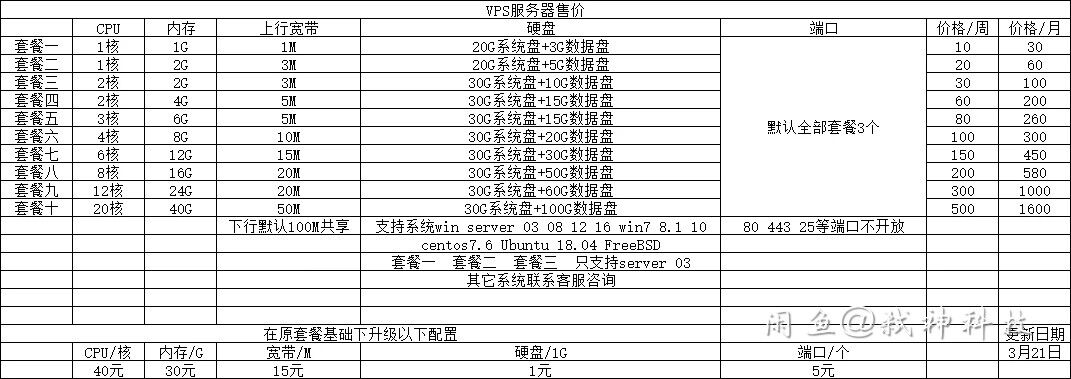 VPS服务器售价
CPU 内存 上行宽带 硬盘 端口 价格/周 价格/月
套餐一 1核 1G 1M 20G系统盘+3G数据盘 10 30
套餐二 1核 2G 3M 20G系统盘+5G数据盘 20 60
套餐三 2核 2G 3M 30G系统盘+10G数据盘 30 100
套餐四 2核 4G 5M 30G系统盘+15G数据盘 60 200
套餐五 3核 6G 5M 30G系统盘+15G数据盘 默认全部套餐3个 80 260
套餐六 4核 8G 10M 30G系统盘+20G数据盘 100 300
套餐七 6核 12G 15M 30G系统盘+30G数据盘 150 450
套餐八 8核 16G 20M 30G系统盘+50G数据盘 200 580
套餐九 12核 24G 20M 30G系统盘+60G数据盘 300 1000
套餐十 20核 40G 50M 30G系统盘+100G数据盘 500 1600
下行默认100M共享 支持系统win server 03 08 12 16 win7 8.1 10 80 443 25等端口不开放
centos7.6 Ubuntu 18.04 FreeBSD
套餐一 套餐二 套餐三 只支持server 03
其它系统联系客服咨询
闲鱼@弑神科技
在原套餐基础下升级以下配置 更新日期
CPU/核 内存/G 宽带/M 硬盘/1G 端口/个 3月21日
40元 30元 15元 1元 5元